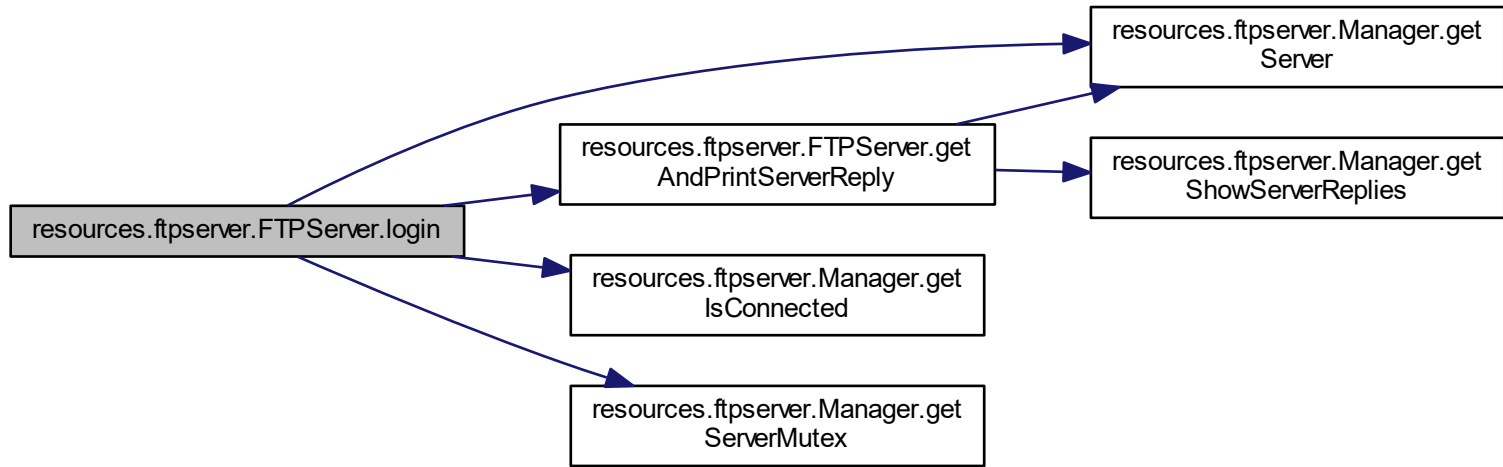 resources.ftpserver.FTPServer.login
resources.ftpserver.FTPServer.get
AndPrintServerReply
resources.ftpserver.Manager.get
IsConnected
resources.ftpserver.Manager.get
ServerMutex
resources.ftpserver.Manager.get
Server
resources.ftpserver.Manager.get
ShowServerReplies